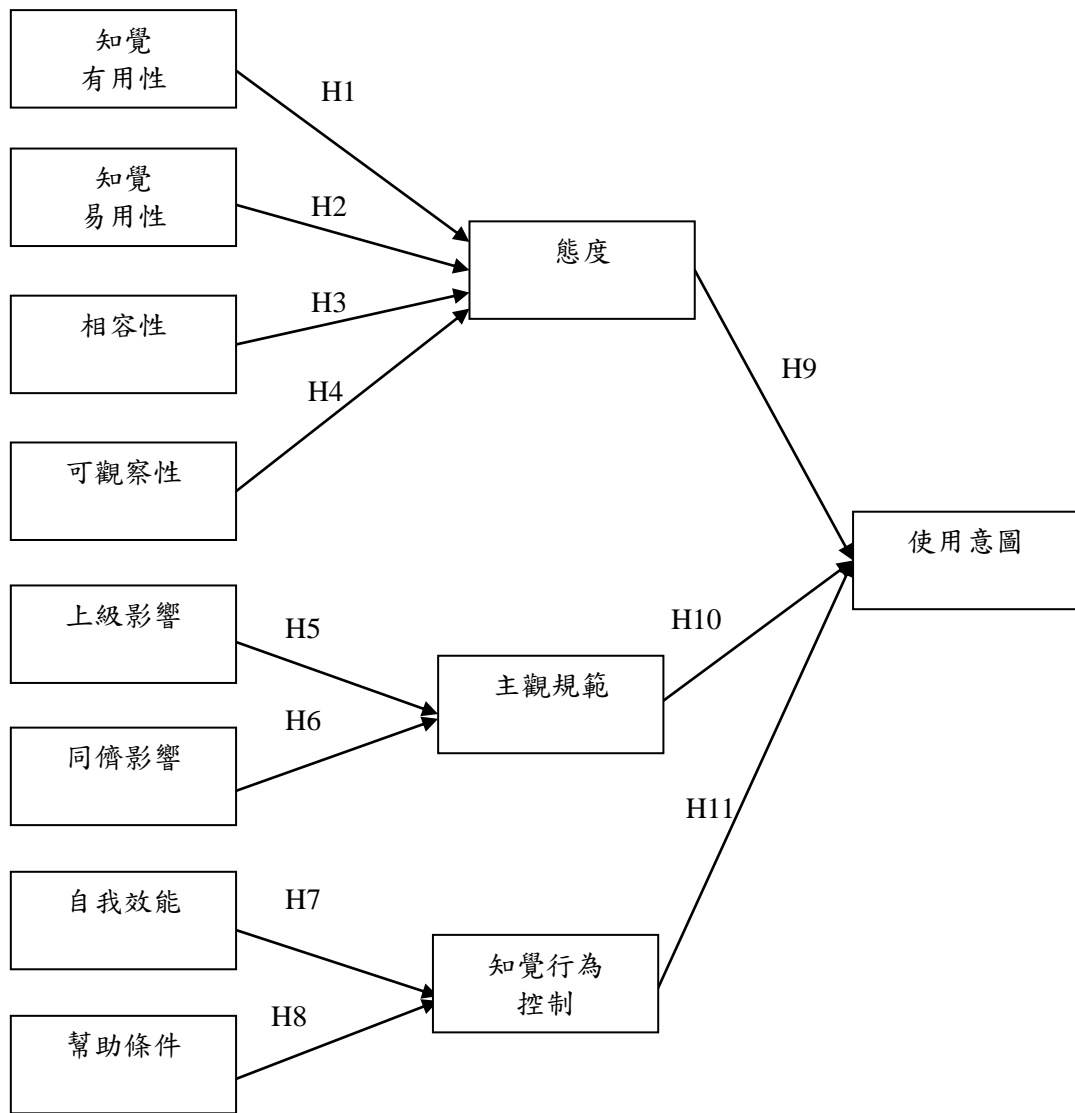 知覺
有用性
H1
知覺
易用性
H2
態度
相容性
H3
H9
可觀察性
H4
使用意圖
上級影響
H5
H10
主觀規範
同儕影響
H6
H11
自我效能
H7
知覺行為
控制
幫助條件
H8